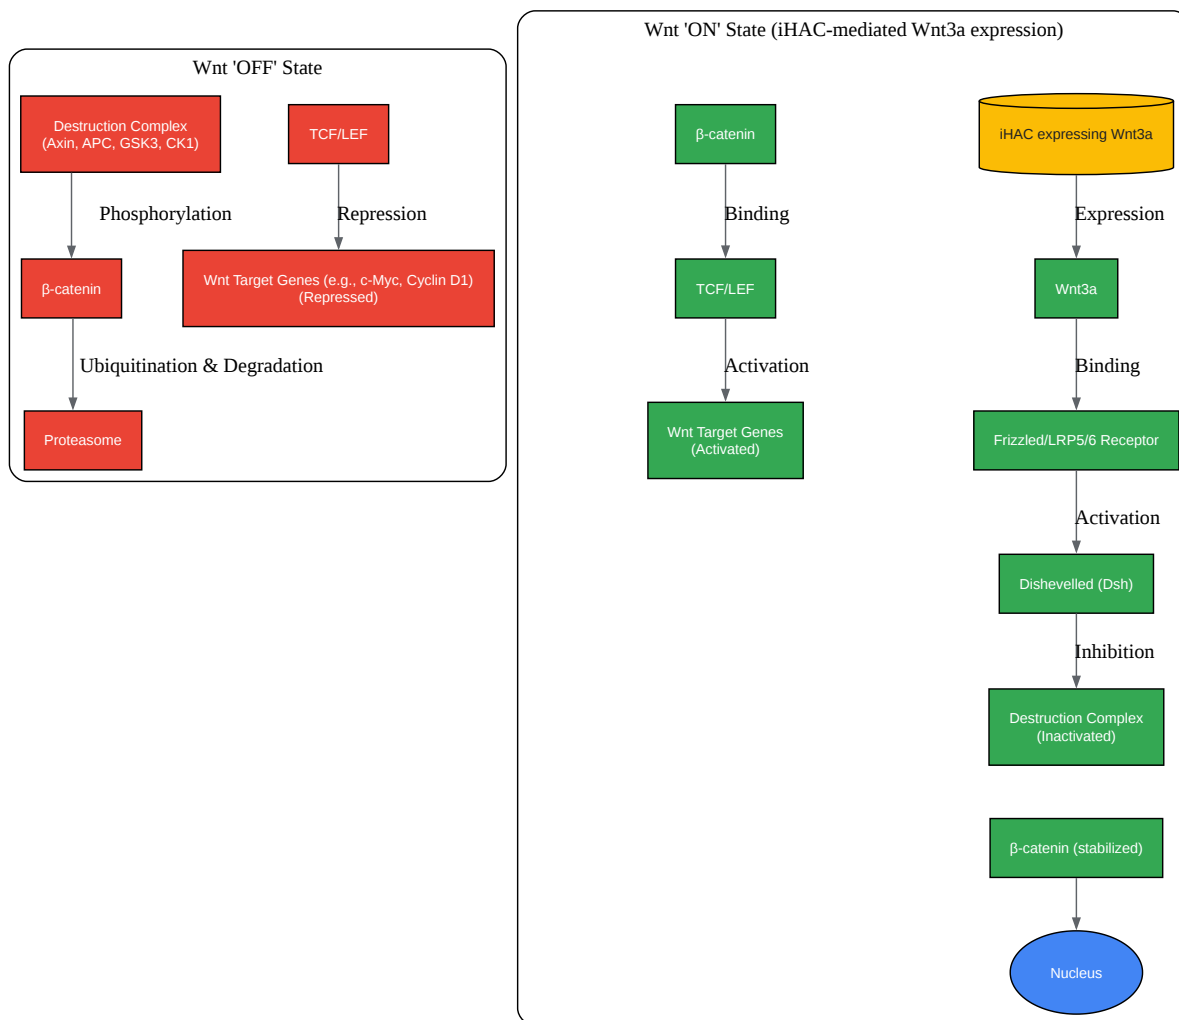 Wnt 'OFF' State
Destruction Complex
(Axin, APC, GSK3, CK1)
TCF/LEF
Phosphorylation
Repression
β-catenin
Wnt Target Genes (e.g., c-Myc, Cyclin D1)
(Repressed)
Ubiquitination & Degradation
Proteasome
Wnt 'ON' State (iHAC-mediated Wnt3a expression)
β-catenin
Binding
TCF/LEF
Activation
Wnt Target Genes
(Activated)
iHAC expressing Wnt3a
Expression
Wnt3a
Binding
Frizzled/LRP5/6 Receptor
Activation
Dishevelled (Dsh)
Inhibition
Destruction Complex
(Inactivated)
β-catenin (stabilized)
Nucleus